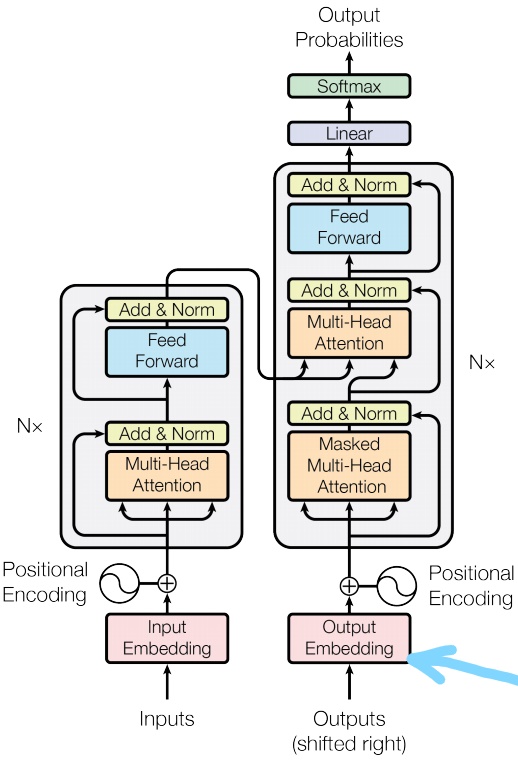 Output
Probabilities
Softmax
Linear
Add & Norm
Feed
Forward
Add & Norm
Multi-Head
Attention
Add & Norm
Masked
Multi-Head
Attention
N×
Add & Norm
Feed
Forward
Add & Norm
Multi-Head
Attention
N×
Positional
Encoding
Positional
Encoding
Input
Embedding
Output
Embedding
Inputs
Outputs
(shifted right)